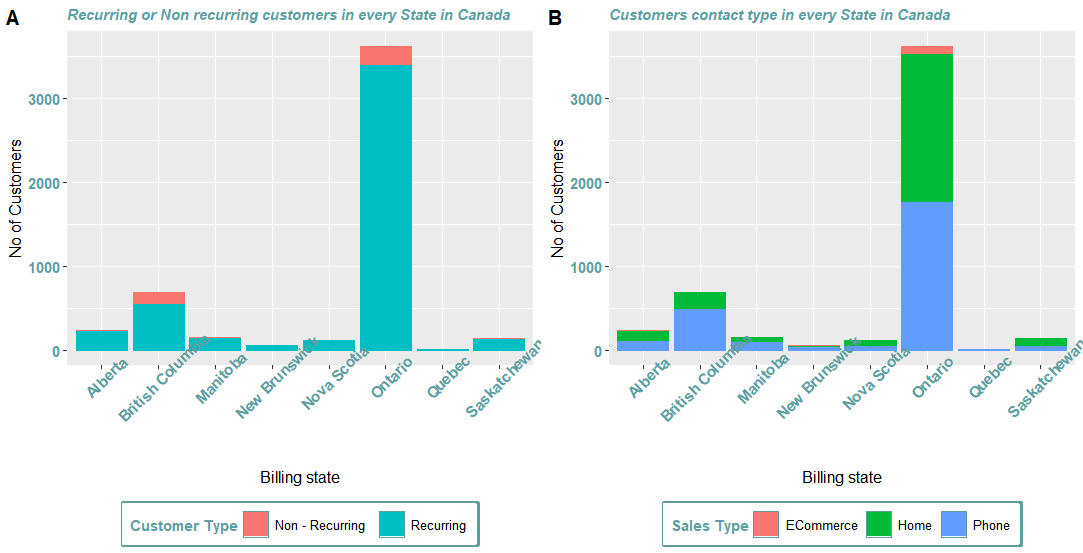 A
Recurring or Non recurring customers in every State in Canada
No of Customers
3000
2000
1000
0
Alberta
British Columbia
Manitoba
New Brunswick
Nova Scotia
Ontario
Quebec
Saskatchewan
Billing state
Customer Type
Non - Recurring
Recurring
B
Customers contact type in every State in Canada
No of Customers
3000
2000
1000
0
Alberta
British Columbia
Manitoba
New Brunswick
Nova Scotia
Ontario
Quebec
Saskatchewan
Billing state
Sales Type
ECommerce
Home
Phone